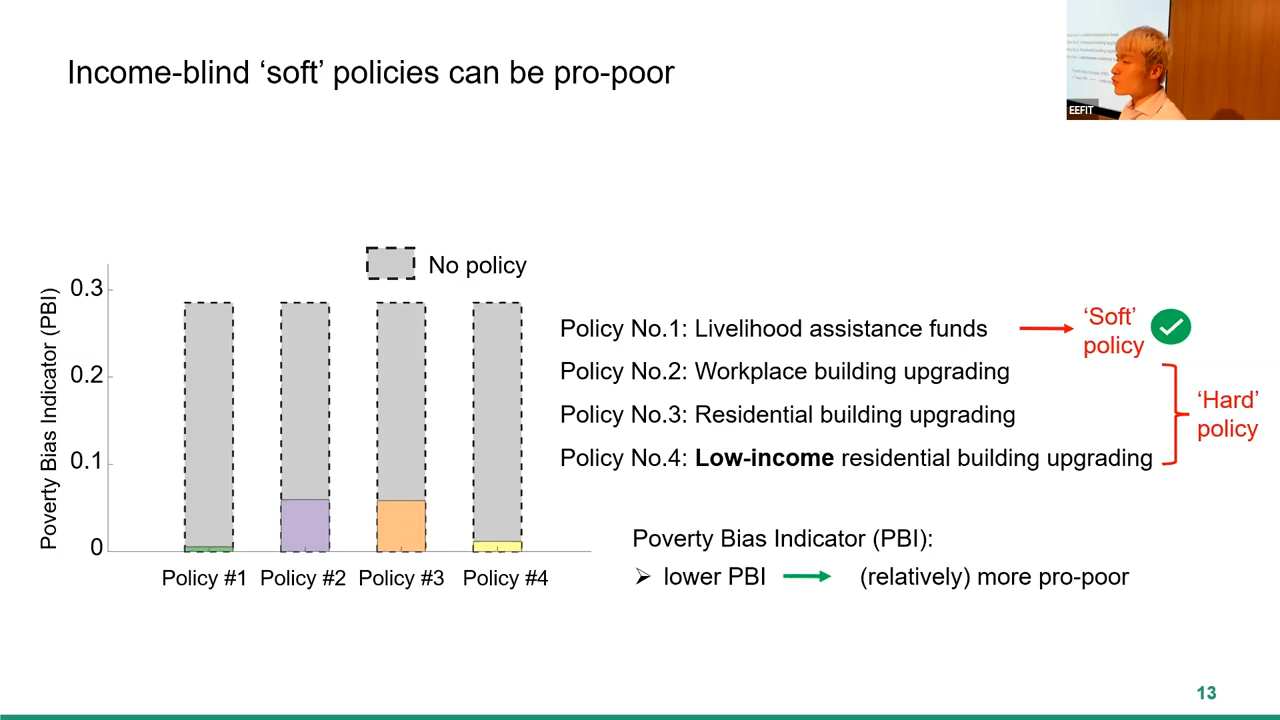 Income-blind ‘soft’ policies can be pro-poor
EEFIT
No policy
Poverty Bias Indicator (PBI)
0.3
0.2
0.1
0
Policy #1
Policy #2
Policy #3
Policy #4
Policy No.1: Livelihood assistance funds
‘Soft’
policy
Policy No.2: Workplace building upgrading
Policy No.3: Residential building upgrading
Policy No.4: Low-income residential building upgrading
‘Hard’
policy
Poverty Bias Indicator (PBI):
➢ lower PBI
(relatively) more pro-poor
13